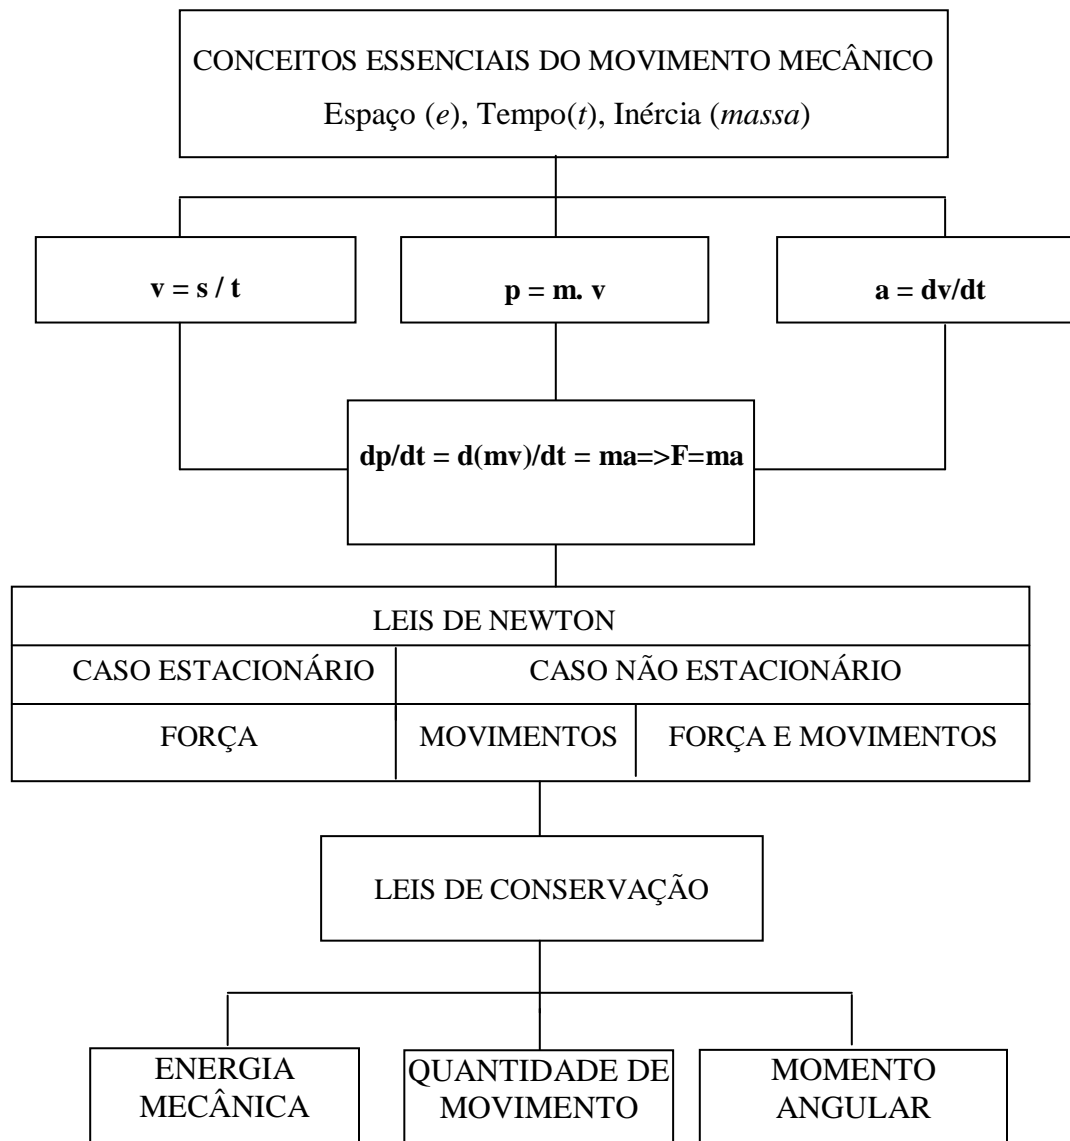 CONCEITOS ESSENCIAIS DO MOVIMENTO MECÂNICO
Espaço (e), Tempo(t), Inércia (massa)
v = s / t
p = m. v
a = dv/dt
dp/dt = d(mv)/dt = ma=>F=ma
LEIS DE NEWTON
CASO ESTACIONÁRIO
CASO NÃO ESTACIONÁRIO
FORÇA
MOVIMENTOS
FORÇA E MOVIMENTOS
LEIS DE CONSERVAÇÃO
ENERGIA
MECÂNICA
QUANTIDADE DE
MOVIMENTO
MOMENTO
ANGULAR